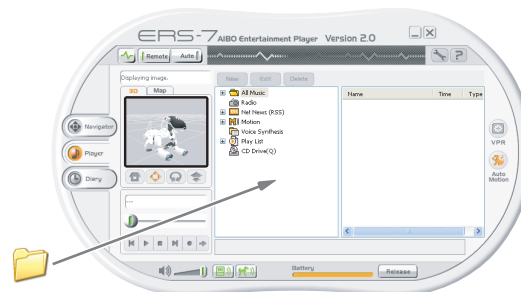 ERS-7 AIBO Entertainment Player Version 2.0
Remote Auto
Displaying image.
3D Map
New Edit Delete
All Music
Radio
Net News (RSS)
Motion
Voice Synthesis
Play List
CD Drive(Q)
Name Time Type
Navigator
Player
Diary
VPR
Auto
Motion
---
Battery
Release